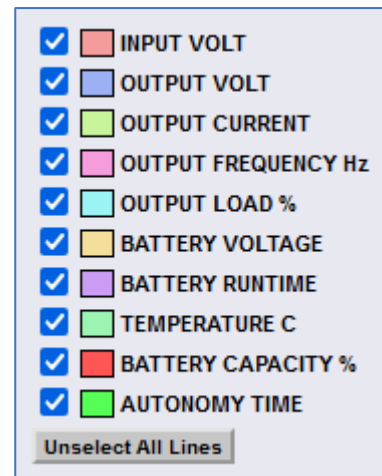 INPUT VOLT
OUTPUT VOLT
OUTPUT CURRENT
OUTPUT FREQUENCY Hz
OUTPUT LOAD %
BATTERY VOLTAGE
BATTERY RUNTIME
TEMPERATURE C
BATTERY CAPACITY %
AUTONOMY TIME
Unselect All Lines